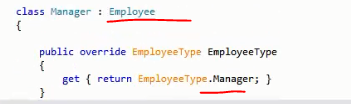 class Manager : Employee
{
public override EmployeeType EmployeeType
{
get { return EmployeeType.Manager; }
}